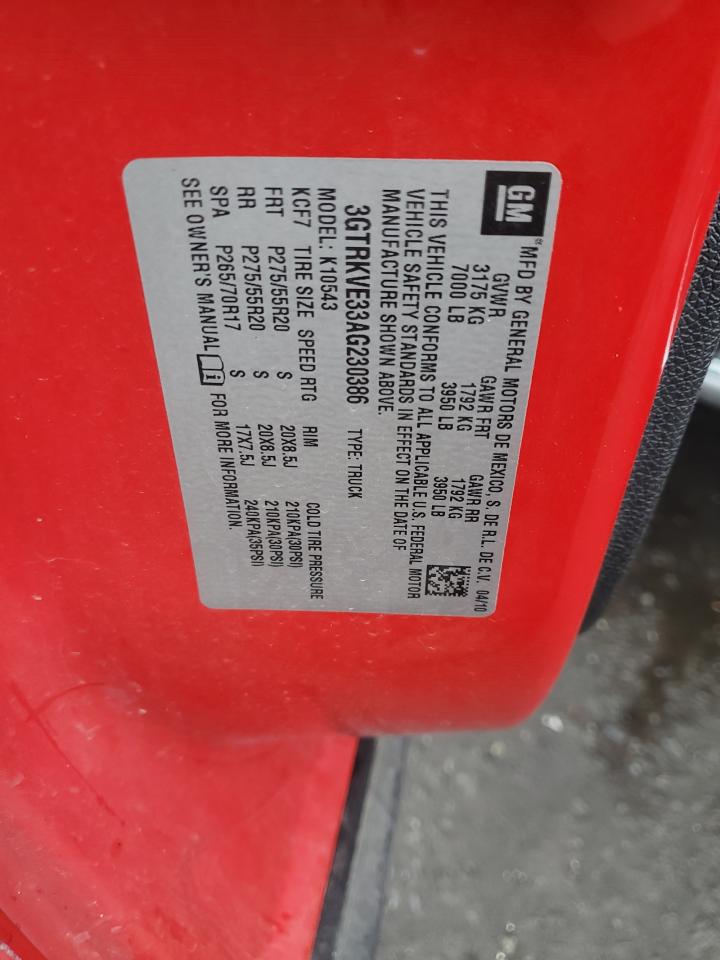 GM ® MFD BY GENERAL MOTORS DE MEXICO, S. DE R.L. DE C.V. 04/10
GVWR GAWR FRT GAWR RR
3175 KG 1792 KG 1792 KG
7000 LB 3950 LB 3950 LB
THIS VEHICLE CONFORMS TO ALL APPLICABLE U.S. FEDERAL MOTOR
VEHICLE SAFETY STANDARDS IN EFFECT ON THE DATE OF
MANUFACTURE SHOWN ABOVE.
3GTRKVE33AG230386 TYPE: TRUCK
MODEL: K10543
KCF7 TIRE SIZE SPEED RTG RIM COLD TIRE PRESSURE
FRT P275/55R20 S 20X8.5J 210KPA(30PSI)
RR P275/55R20 S 20X8.5J 210KPA(30PSI)
SPA P265/70R17 S 17X7.5J 240KPA(35PSI)
SEE OWNER'S MANUAL i FOR MORE INFORMATION.